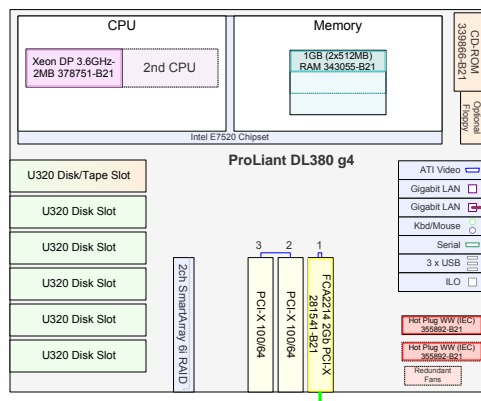 CPU
Memory
Xeon DP 3.6GHz-
2MB 378751-B21
2nd CPU
1GB (2x512MB)
RAM 343055-B21
CD-ROM
339866-B21
Optional
Floppy
Intel E7520 Chipset
ProLiant DL380 g4
U320 Disk/Tape Slot
U320 Disk Slot
U320 Disk Slot
U320 Disk Slot
U320 Disk Slot
U320 Disk Slot
ATI Video
Gigabit LAN
Gigabit LAN
Kbd/Mouse
Serial
3 x USB
ILO
2ch SmartArray 6i RAID
3
2
1
PCI-X 100/64
PCI-X 100/64
FCA2214 2Gb PCI-X
281541-B21
Hot Plug WW (IEC)
355892-B21
Hot Plug WW (IEC)
355892-B21
Redundant
Fans